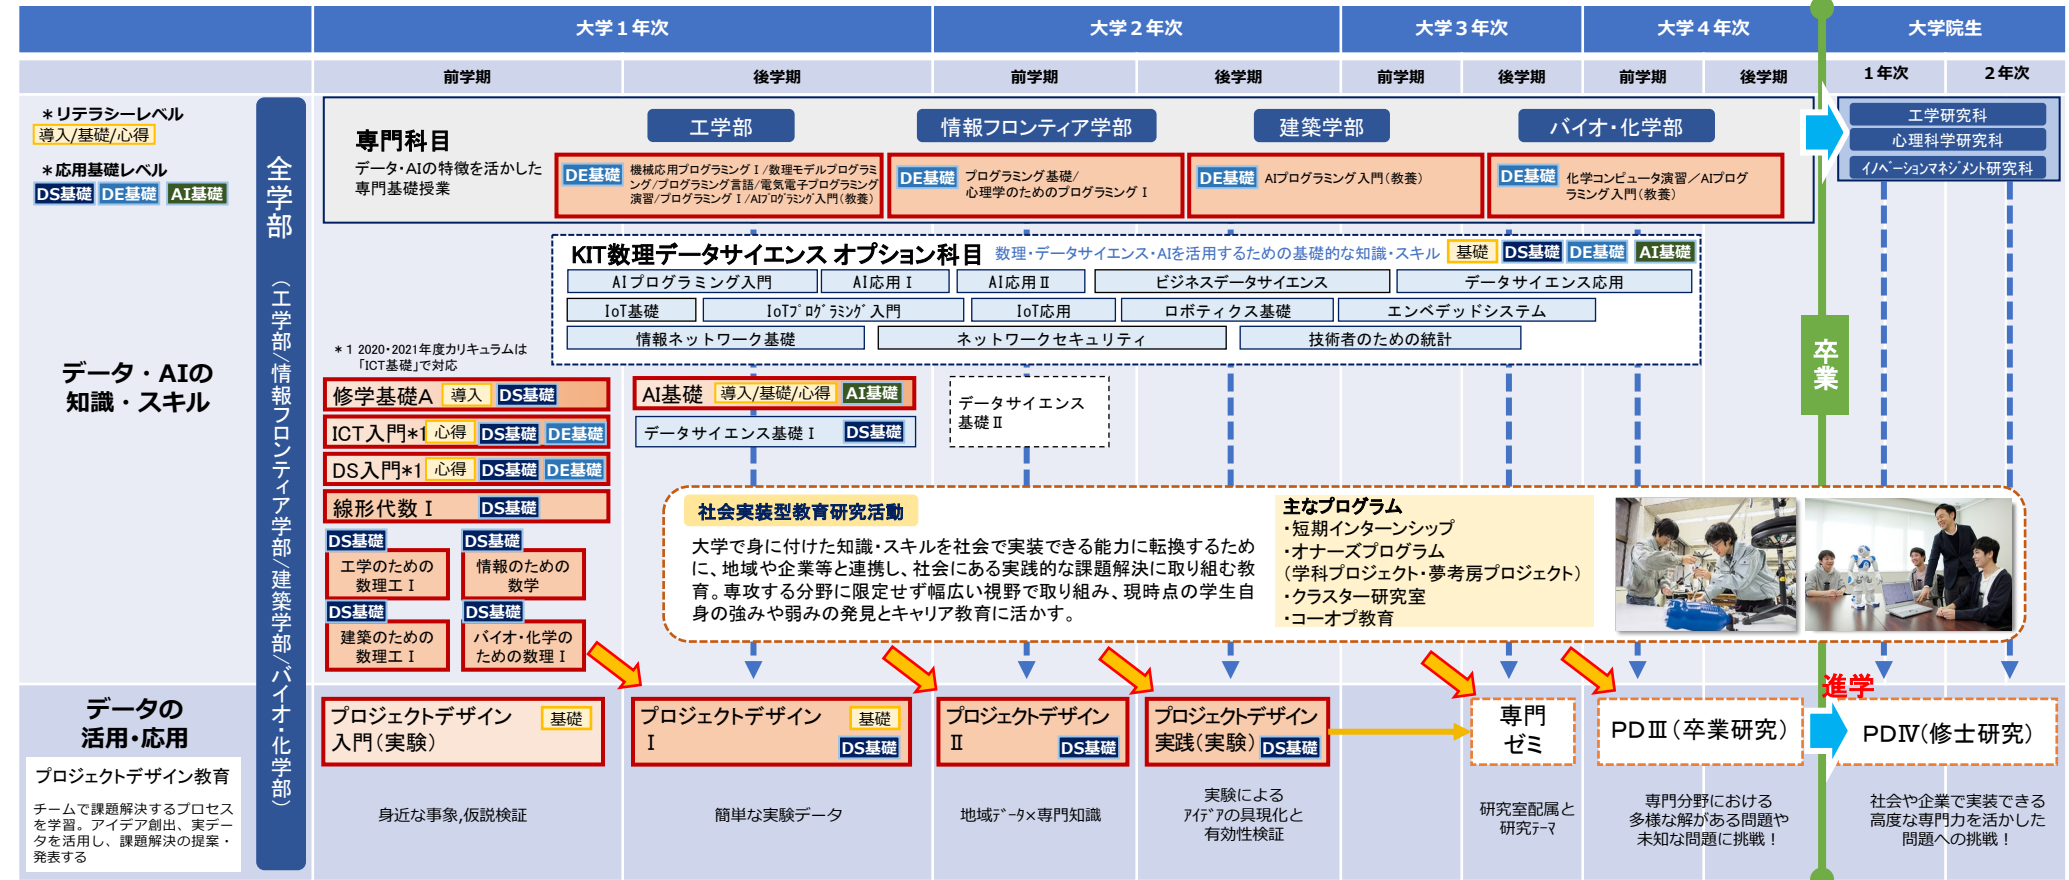 大学１年次
大学２年次
大学３年次
大学４年次
大学院生
前学期
後学期
前学期
後学期
前学期
後学期
前学期
後学期
１年次
２年次
＊リテラシーレベル
導入/基礎/心得
＊応用基礎レベル
DS基礎 DE基礎 AI基礎
データ・AIの
知識・スキル
全学部（工学部/情報フロンティア学部/建築学部/バイオ・化学部）
専門科目
データ・AIの特徴を活かした
専門基礎授業
工学部
情報フロンティア学部
建築学部
バイオ・化学部
DE基礎
機械応用プログラミングⅠ/数理モデルプログラミ
ング/プログラミング言語/電気電子プログラミング
演習/プログラミングⅠ/AIプログラミング入門(教養)
DE基礎
プログラミング基礎/
心理学のためのプログラミングⅠ
DE基礎
AIプログラミング入門(教養)
DE基礎
化学コンピュータ演習／AIプログ
ラミング入門(教養)
工学研究科
心理科学研究科
イノベーションマネジメント研究科
KIT数理データサイエンス オプション科目
数理・データサイエンス・AIを活用するための基礎的な知識・スキル
基礎 DS基礎 DE基礎 AI基礎
AIプログラミング入門
AI応用Ⅰ
AI応用Ⅱ
ビジネスデータサイエンス
データサイエンス応用
IoT基礎
IoTプログラミング入門
IoT応用
ロボティクス基礎
エンベデッドシステム
情報ネットワーク基礎
ネットワークセキュリティ
技術者のための統計
＊１ 2020・2021年度カリキュラムは
「ICT基礎」で対応
修学基礎A 導入 DS基礎
ICT入門*1 心得 DS基礎 DE基礎
DS入門*1 心得 DS基礎 DE基礎
線形代数Ⅰ DS基礎
DS基礎
工学のための
数理工Ⅰ
DS基礎
情報のための
数学
DS基礎
建築のための
数理工Ⅰ
DS基礎
バイオ・化学の
ための数理Ⅰ
AI基礎 導入/基礎/心得 AI基礎
データサイエンス基礎Ⅰ DS基礎
データサイエンス
基礎Ⅱ
卒業
社会実装型教育研究活動
大学で身に付けた知識・スキルを社会で実装できる能力に転換するため
に、地域や企業等と連携し、社会にある実践的な課題解決に取り組む教
育。専攻する分野に限定せず幅広い視野で取り組み、現時点の学生自
身の強みや弱みの発見とキャリア教育に活かす。
主なプログラム
・短期インターンシップ
・オナーズプログラム
（学科プロジェクト・夢考房プロジェクト）
・クラスター研究室
・コーオプ教育
データの
活用・応用
プロジェクトデザイン教育
チームで課題解決するプロセス
を学習。アイデア創出、実デー
タを活用し、課題解決の提案・
発表する
プロジェクトデザイン
入門(実験)
基礎
身近な事象,仮説検証
プロジェクトデザイン
Ⅰ
基礎
DS基礎
簡単な実験データ
プロジェクトデザイン
Ⅱ
DS基礎
地域データ×専門知識
プロジェクトデザイン
実践(実験) DS基礎
実験による
アイデアの具現化と
有効性検証
専門
ゼミ
研究室配属と
研究テーマ
PDⅢ(卒業研究)
専門分野における
多様な解がある問題や
未知な問題に挑戦！
進学
PDⅣ(修士研究)
社会や企業で実装できる
高度な専門力を活かした
問題への挑戦！